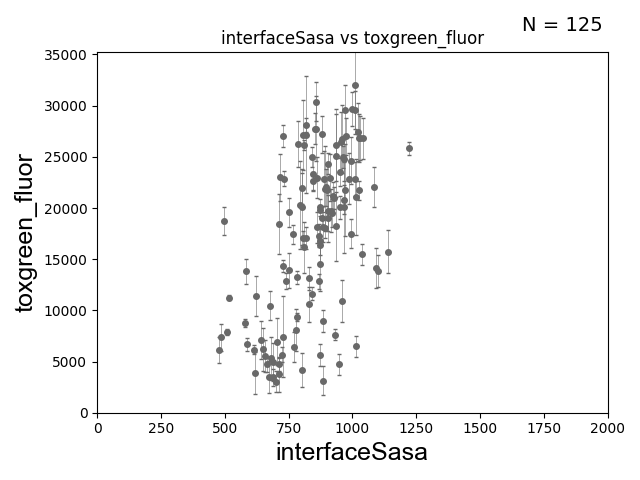 N = 125
interfaceSasa vs toxgreen_fluor
35000
30000
25000
20000
15000
10000
5000
0
toxgreen_fluor
0 250 500 750 1000 1250 1500 1750 2000
interfaceSasa